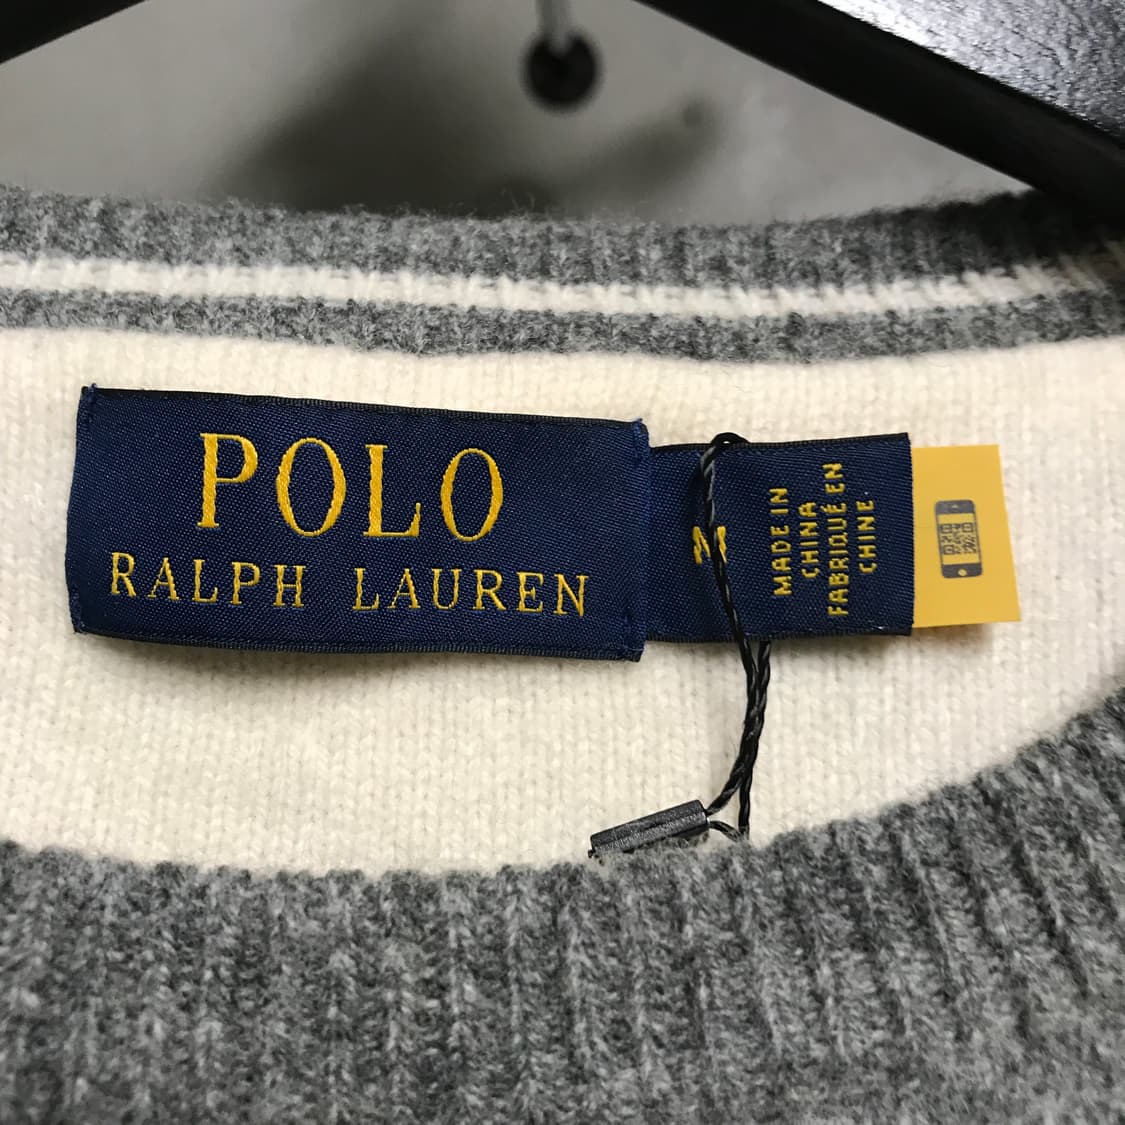 POLO
RALPH LAUREN
M
MADE IN
CHINA
FABRIQUÉ EN
CHINE.